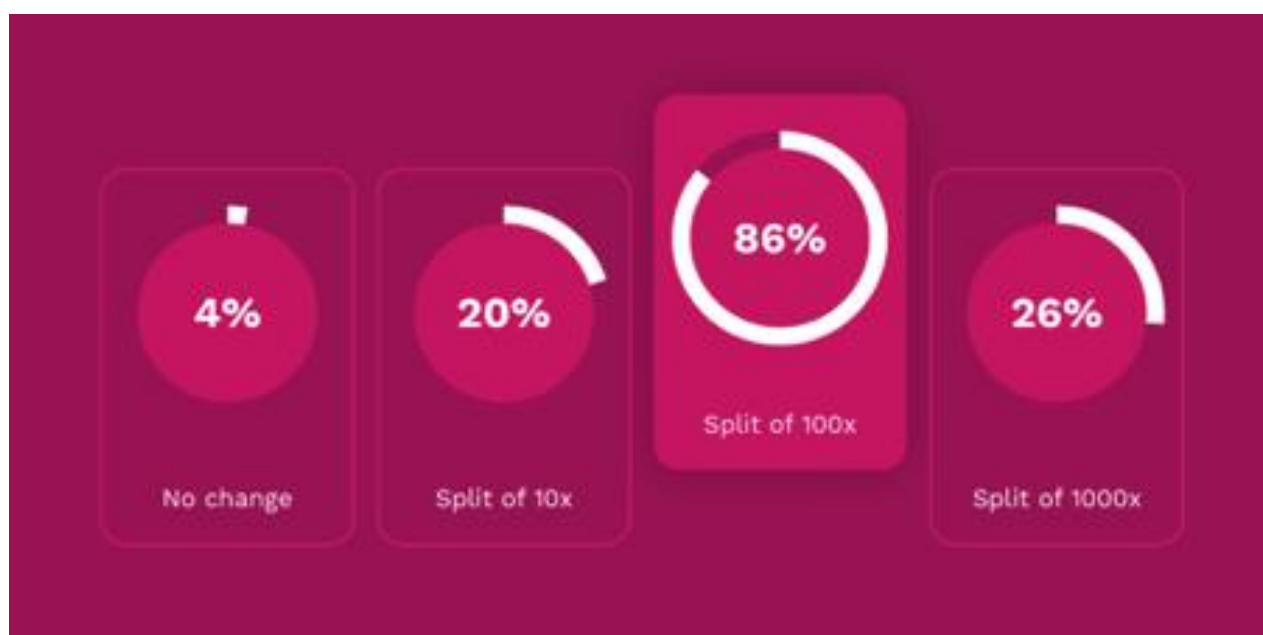 4%
No change
20%
Split of 10x
86%
Split of 100x
26%
Split of 1000x